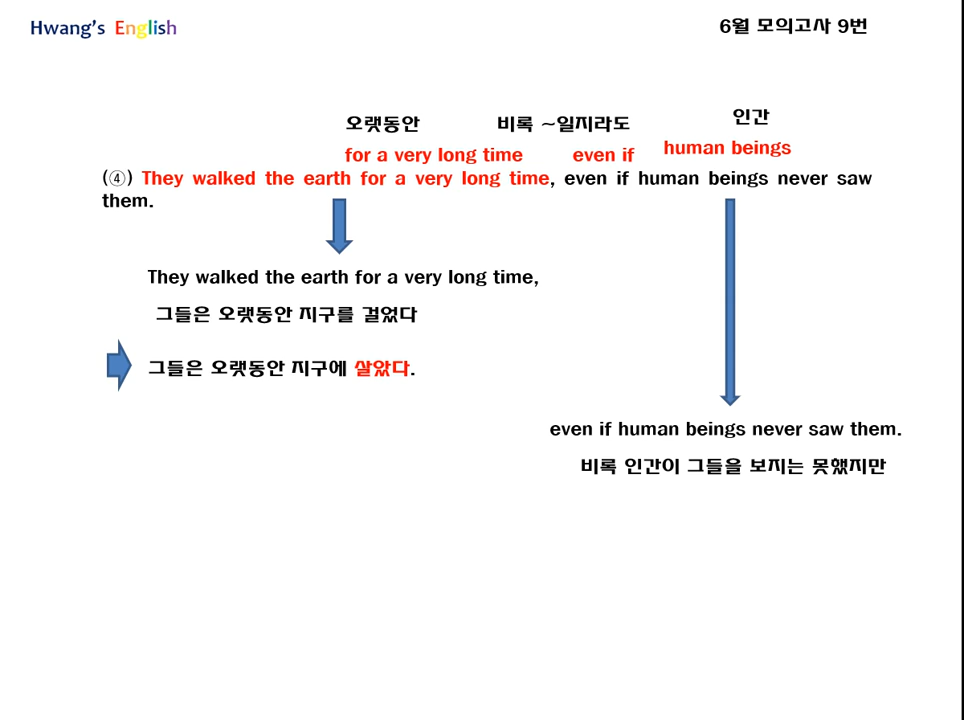 Hwang's English
6월 모의고사 9번
오랫동안 비록 ~일지라도 인간
for a very long time even if human beings
(④) They walked the earth for a very long time, even if human beings never saw
them.
They walked the earth for a very long time,
그들은 오랫동안 지구를 걸었다
그들은 오랫동안 지구에 살았다.
even if human beings never saw them.
비록 인간이 그들을 보지는 못했지만